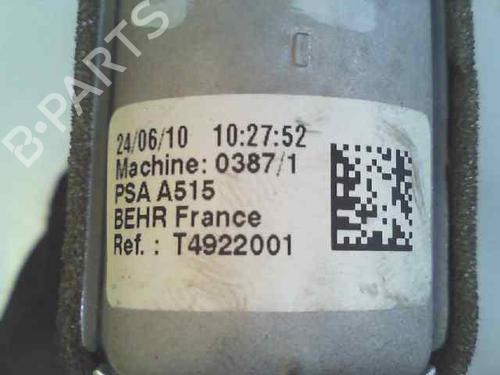 B-PARTS
24/06/10 10:27:52
Machine: 0387/1
PSA A515
BEHR France
Ref. : T4922001